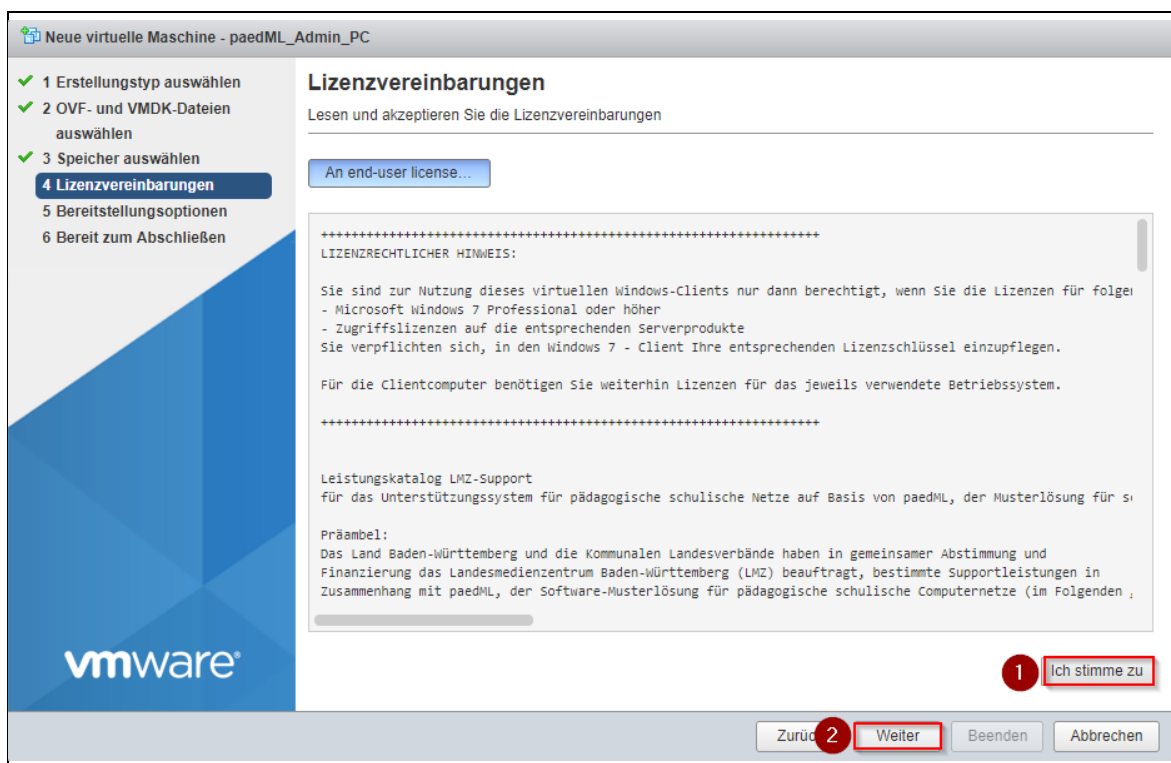 Neue virtuelle Maschine - paedML_Admin_PC
1 Erstellungstyp auswählen
2 OVF- und VMDK-Dateien
auswählen
3 Speicher auswählen
4 Lizenzvereinbarungen
5 Bereitstellungsoptionen
6 Bereit zum Abschließen
vmware®
Lizenzvereinbarungen
Lesen und akzeptieren Sie die Lizenzvereinbarungen
An end-user license...
++++++++++++++++++++++++++++++++++++++++++++++++++++++++++++++++++
LIZENZRECHTLICHER HINWEIS:
Sie sind zur Nutzung dieses virtuellen Windows-Clients nur dann berechtigt, wenn Sie die Lizenzen für
- Microsoft Windows 7 Professional oder höher
- Zugriffslizenzen auf die entsprechenden Serverprodukte
Sie verpflichten sich, in den Windows 7 - Client Ihre entsprechenden Lizenzschlüssel einzupflegen.
Für die Clientcomputer benötigen Sie weiterhin Lizenzen für das jeweils verwendete Betriebssystem.
++++++++++++++++++++++++++++++++++++++++++++++++++++++++++++++++++
Leistungskatalog LMZ-Support
für das Unterstützungssystem für pädagogische schulische Netze auf Basis von paedML, der Musterlösung für
Präambel:
Das Land Baden-Württemberg und die Kommunalen Landesverbände haben in gemeinsamer Abstimmung und
Finanzierung das Landesmedienzentrum Baden-Württemberg (LMZ) beauftragt, bestimmte Supportleistungen in
Zusammenhang mit paedML, der Software-Musterlösung für pädagogische schulische Computernetze (im Folgenden
1 Ich stimme zu
2 Weiter Beenden Abbrechen